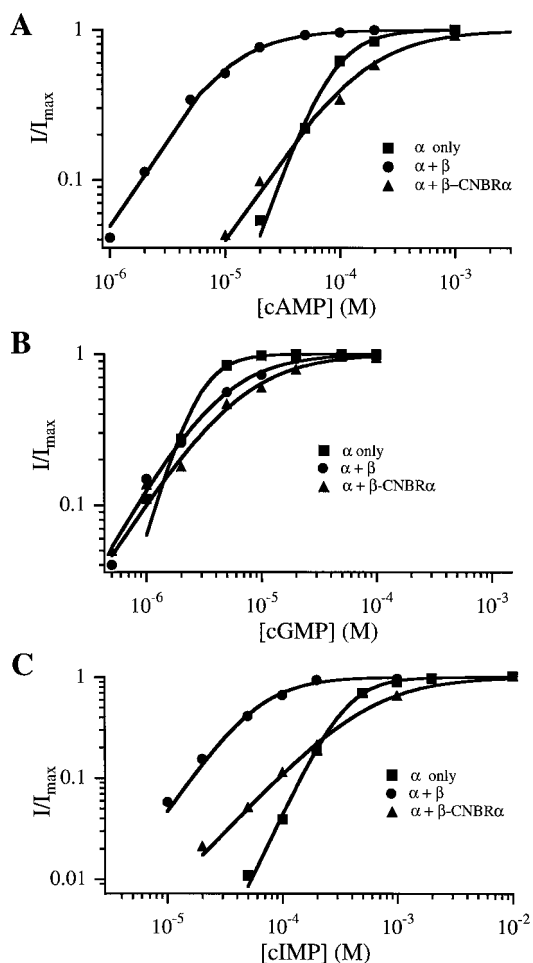 A
I/Imax
1
0.1
α only
α + β
α + β–CNBRα
10⁻⁶
10⁻⁵
10⁻⁴
10⁻³
[cAMP] (M)
B
I/Imax
1
0.1
α only
α + β
α + β-CNBRα
10⁻⁶
10⁻⁵
10⁻⁴
10⁻³
[cGMP] (M)
C
I/Imax
1
0.1
0.01
α only
α + β
α + β-CNBRα
10⁻⁵
10⁻⁴
10⁻³
10⁻²
[cIMP] (M)